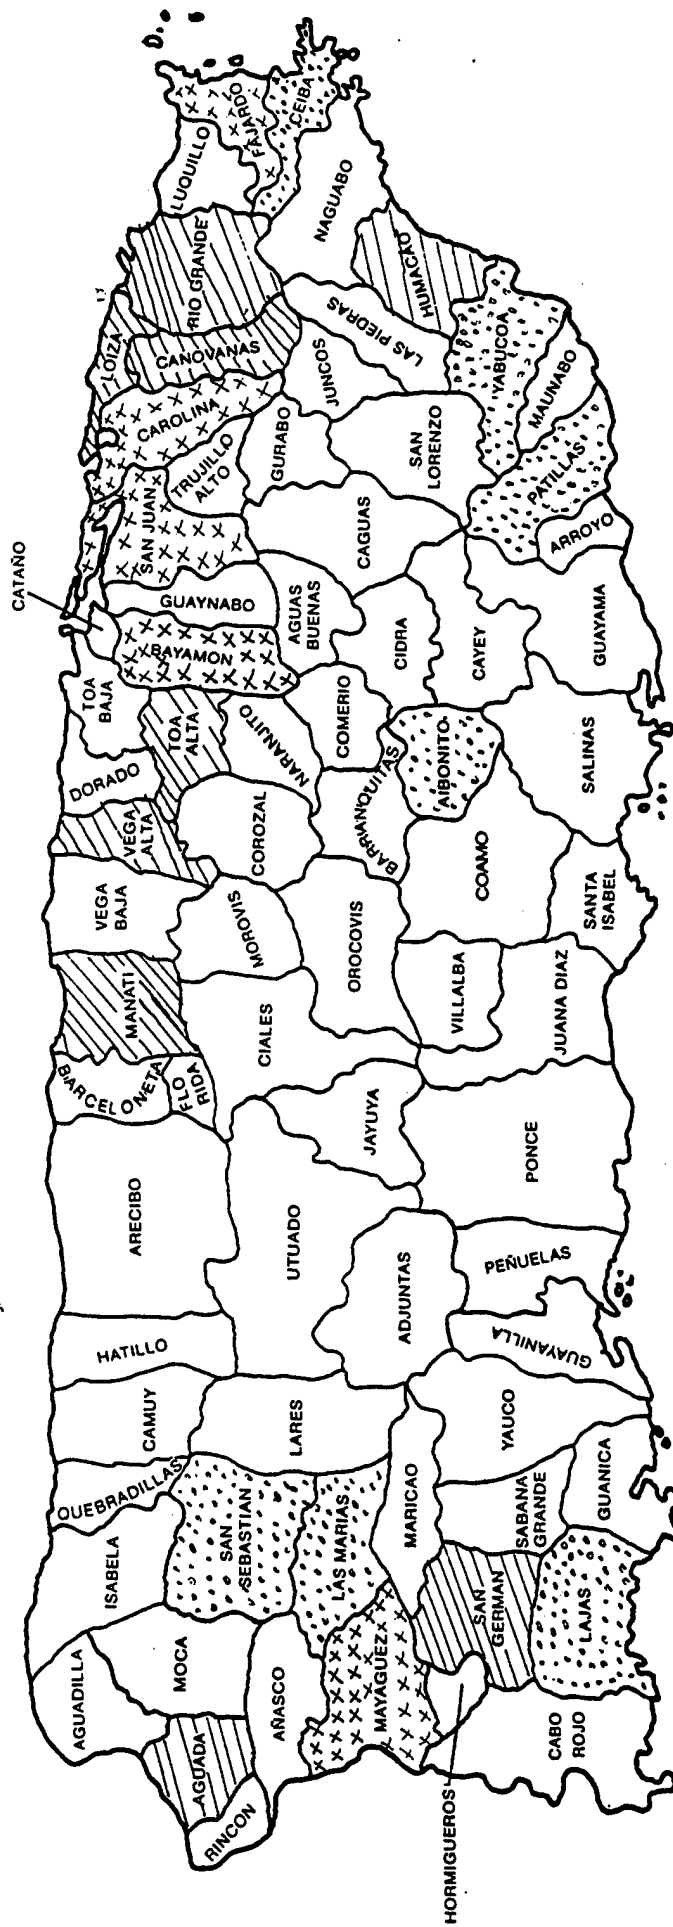 AGUADILLA
ISABELA
QUEBRADILLAS
CAMUY
HATILLO
ARECIBO
BARCELONETA
FLO
RIDA
MANATI
VEGA
BAJA
VEGA
ALTA
DORADO
TOA
BAJA
TOA
ALTA
CATAÑO
BAYAMON
GUAYNABO
SAN JUAN
TRUJILLO
ALTO
CAROLINA
LOIZA
CANOVANAS
RIO GRANDE
LUQUILLO
FAJARDO
CEIBA
AGUADA
RINCON
MOCA
SAN
SEBASTIAN
LARES
UTUADO
CIALES
MOROVIS
COROZAL
NARANJITO
AGUAS
BUENAS
CAGUAS
GURABO
JUNCOS
LAS PIEDRAS
NAGUABO
HUMACAO
AÑASCO
LAS MARIAS
MAYAGUEZ
MARICAO
ADJUNTAS
JAYUYA
OROCOVIS
BARRIANQUITAS
COMERIO
CIDRA
SAN
LORENZO
YABUCOA
HORMIGUEROS
SAN
GERMAN
SABANA
GRANDE
YAUCO
GUAYANILLA
PEÑUELAS
PONCE
VILLALBA
JUANA DIAZ
COAMO
AIBONITO
CAYEY
PATILLAS
MAUNABO
CABO
ROJO
LAJAS
GUANICA
SANTA
ISABEL
SALINAS
GUAYAMA
ARROYO